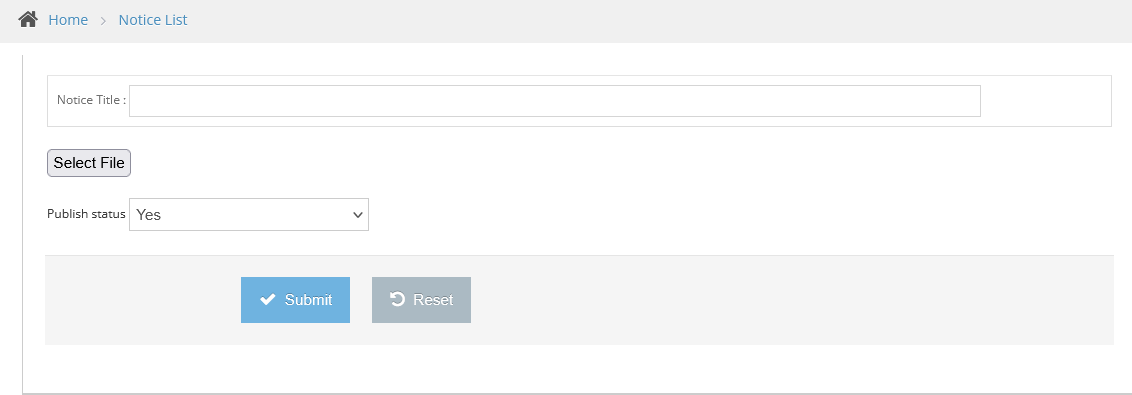 Home > Notice List
Notice Title :
Select File
Publish status Yes
Submit Reset